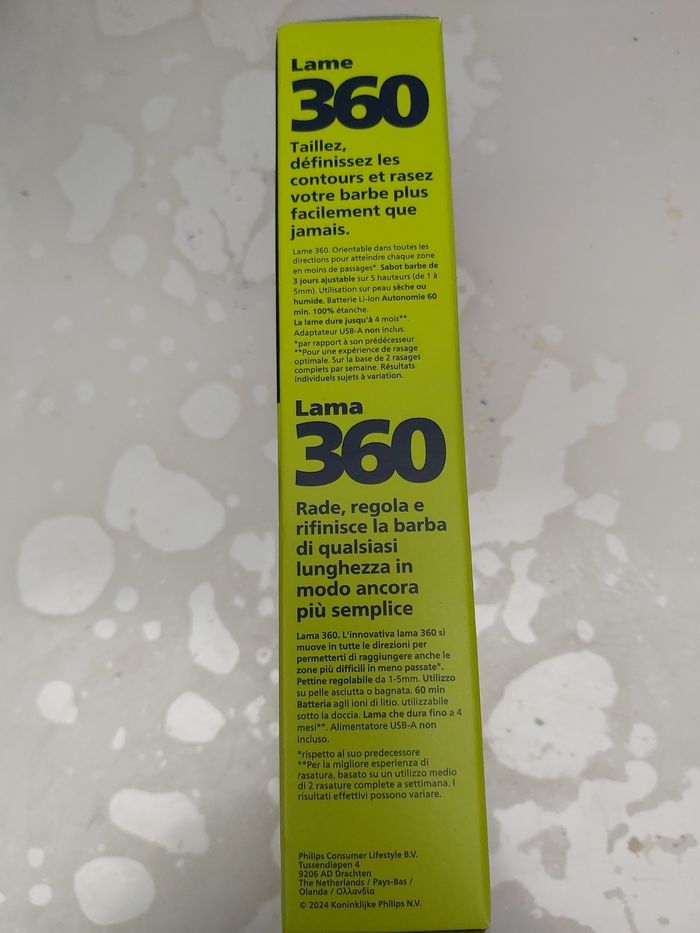 Lame
360
Taillez,
définissez les
contours et rasez
votre barbe plus
facilement que
jamais.
Lame 360. Orientable dans toutes les
directions pour atteindre chaque zone
en moins de passages*. Sabot barbe de
3 jours ajustable sur 5 hauteurs (de 1 à
5mm). Utilisation sur peau sèche ou
humide. Batterie Li-ion Autonomie 60
min. 100% étanche.
La lame dure jusqu'à 4 mois**.
Adaptateur USB-A non inclus.
*par rapport à son prédécesseur
**Pour une expérience de rasage
optimale. Sur la base de 2 rasages
complets par semaine. Résultats
individuels sujets à variation.
Lama
360
Rade, regola e
rifinisce la barba
di qualsiasi
lunghezza in
modo ancora
più semplice
Lama 360. L'innovativa lama 360 si
muove in tutte le direzioni per
permetterti di raggiungere anche le
zone più difficili in meno passate*.
Pettine regolabile da 1-5mm. Utilizzo
su pelle asciutta o bagnata. 60 min
Batteria agli ioni di litio. utilizzabile
sotto la doccia. Lama che dura fino a 4
mesi**. Alimentatore USB-A non
incluso.
*rispetto al suo predecessore
**Per la migliore esperienza di
rasatura, basato su un utilizzo medio
di 2 rasature complete a settimana. I
risultati effettivi possono variare.
Philips Consumer Lifestyle B.V.
Tussendiepen 4
9206 AD Drachten
The Netherlands / Pays-Bas /
Olanda / Ολλανδία
© 2024 Koninklijke Philips N.V.